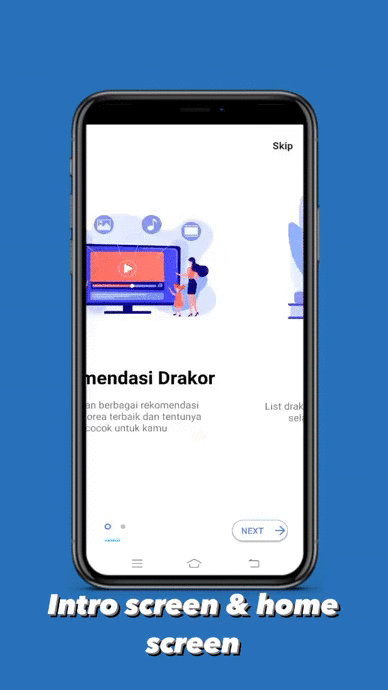 Skip
mendasi Drakor
an berbagai rekomendasi
orea terbaik dan tentunya
cocok untuk kamu
List drak
sela
NEXT
Intro screen & home
screen